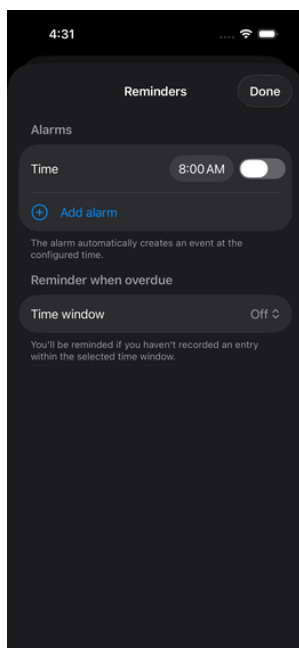 4:31
Reminders
Done
Alarms
Time
8:00 AM
Add alarm
The alarm automatically creates an event at the
configured time.
Reminder when overdue
Time window
Off
You'll be reminded if you haven't recorded an entry
within the selected time window.